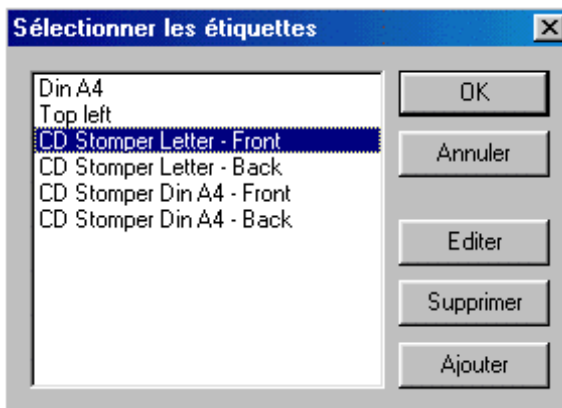 Sélectionner les étiquettes
Din A4
Top left
CD Stomper Letter - Front
CD Stomper Letter - Back
CD Stomper Din A4 - Front
CD Stomper Din A4 - Back
OK
Annuler
Editer
Supprimer
Ajouter